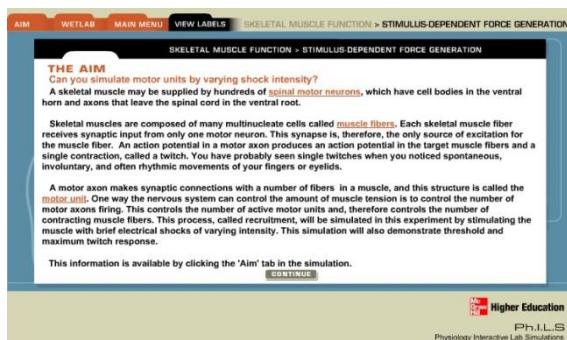 AIM WETLAB MAIN MENU VIEW LABELS SKELETAL MUSCLE FUNCTION > STIMULUS-DEPENDENT FORCE GENERATION
SKELETAL MUSCLE FUNCTION > STIMULUS-DEPENDENT FORCE GENERATION
THE AIM
Can you simulate motor units by varying shock intensity?
A skeletal muscle may be supplied by hundreds of spinal motor neurons, which have cell bodies in the ventral
horn and axons that leave the spinal cord in the ventral root.
Skeletal muscles are composed of many multinucleate cells called muscle fibers. Each skeletal muscle fiber
receives synaptic input from only one motor neuron. This synapse is, therefore, the only source of excitation for
the muscle fiber. An action potential in a motor axon produces an action potential in the target muscle fibers and a
single contraction, called a twitch. You have probably seen single twitches when you noticed spontaneous,
involuntary, and often rhythmic movements of your fingers or eyelids.
A motor axon makes synaptic connections with a number of fibers in a muscle, and this structure is called the
motor unit. One way the nervous system can control the amount of muscle tension is to control the number of
motor axons firing. This controls the number of active motor units and, therefore controls the number of
contracting muscle fibers. This process, called recruitment, will be simulated in this experiment by stimulating the
muscle with brief electrical shocks of varying intensity. This simulation will also demonstrate threshold and
maximum twitch response.
This information is available by clicking the 'Aim' tab in the simulation.
CONTINUE
Mc Graw Hill Higher Education
Ph.I.L.S
Physiology Interactive Lab Simulations